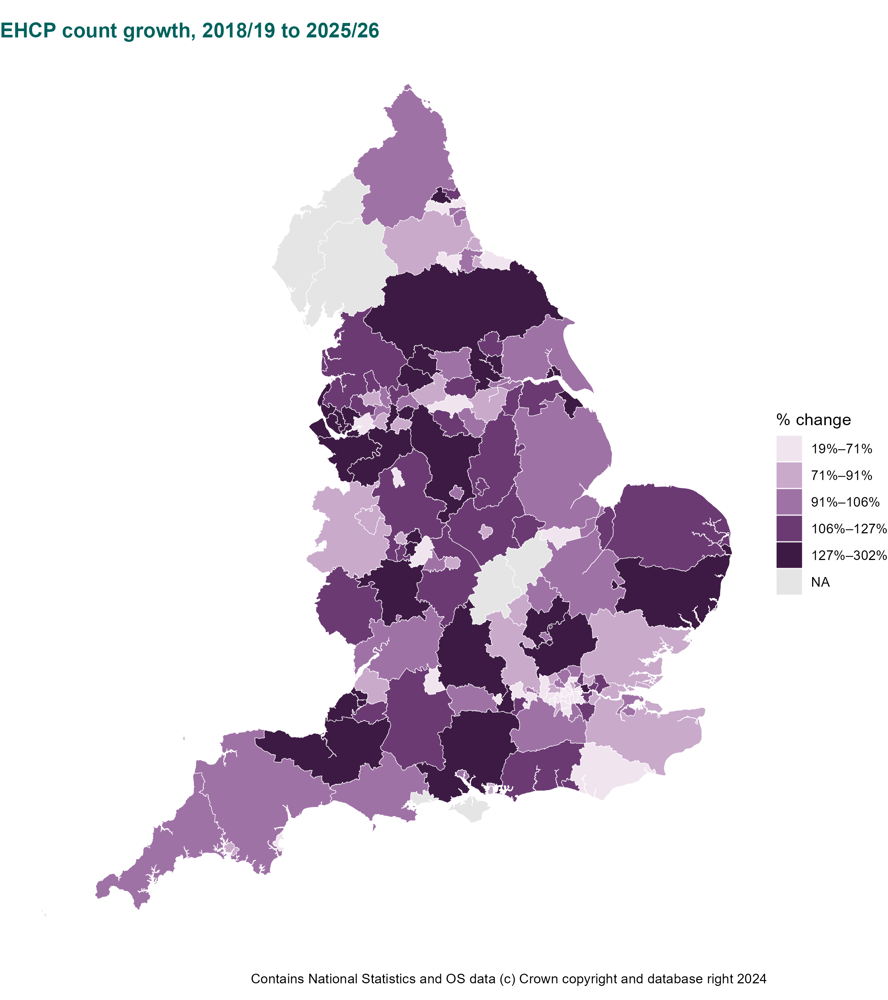 EHCP count growth, 2018/19 to 2025/26
% change
19%–71%
71%–91%
91%–106%
106%–127%
127%–302%
NA
Contains National Statistics and OS data (c) Crown copyright and database right 2024